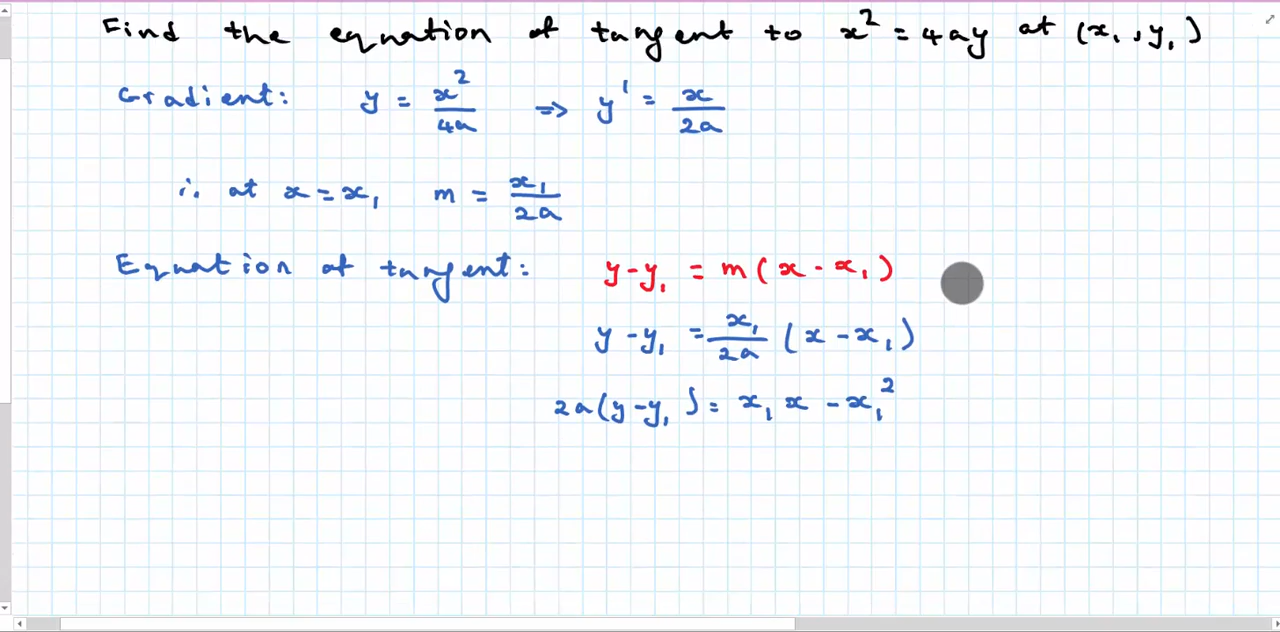 Find the equation of tangent to x² = 4ay at (x₁, y₁)
Gradient: y = x²/4a ⇒ y' = x/2a
∴ at x = x₁ m = x₁/2a
Equation of tangent: y - y₁ = m(x - x₁)
y - y₁ = x₁/2a (x - x₁)
2a(y - y₁) = x₁x - x₁²